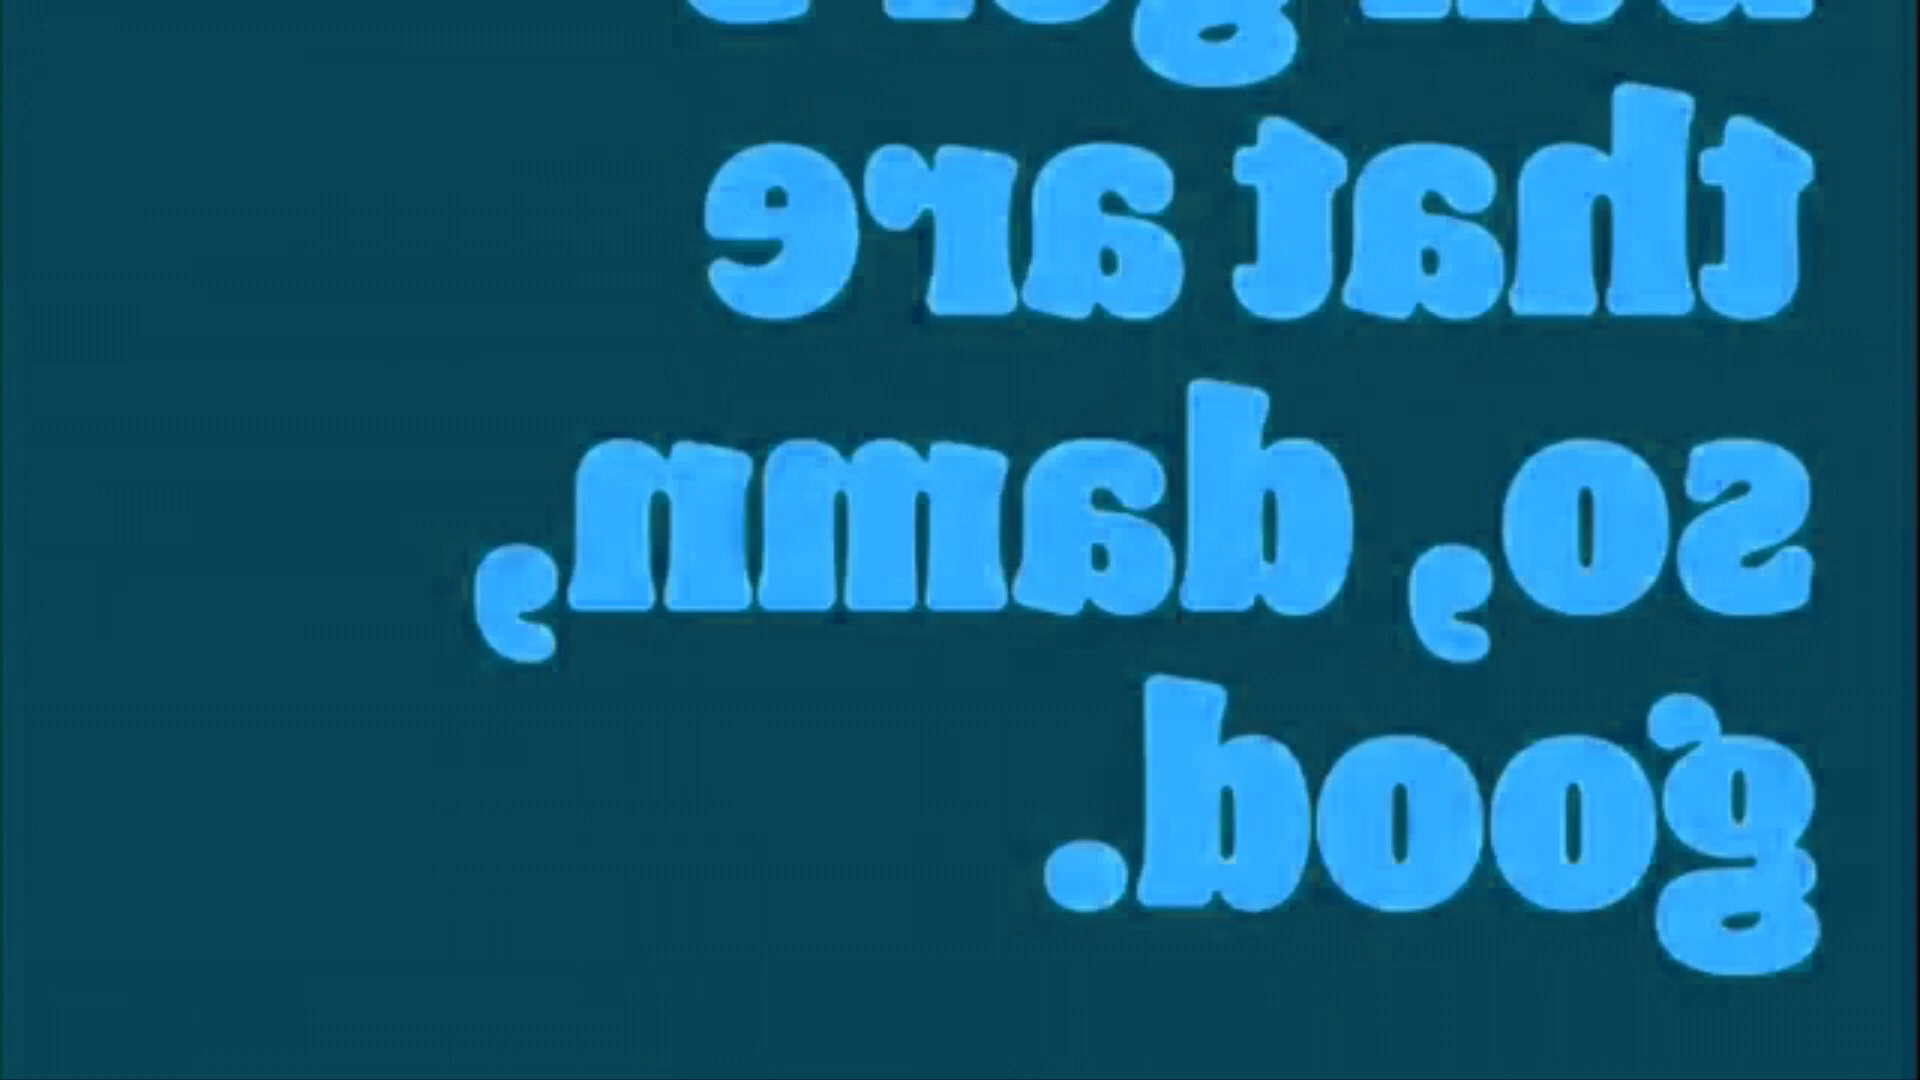 that are
so, damn,
good.